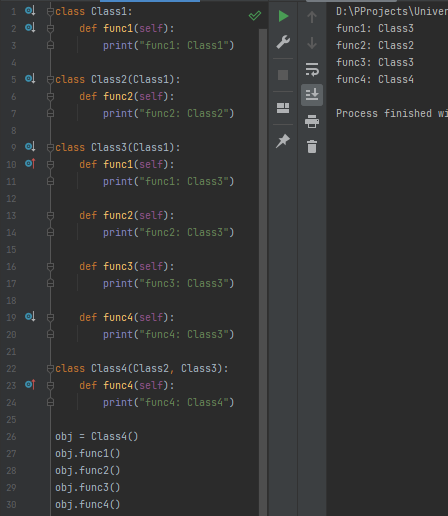 1 class Class1:
2 def func1(self):
3 print("func1: Class1")
4
5 class Class2(Class1):
6 def func2(self):
7 print("func2: Class2")
8
9 class Class3(Class1):
10 def func1(self):
11 print("func1: Class3")
12
13 def func2(self):
14 print("func2: Class3")
15
16 def func3(self):
17 print("func3: Class3")
18
19 def func4(self):
20 print("func4: Class3")
21
22 class Class4(Class2, Class3):
23 def func4(self):
24 print("func4: Class4")
25
26 obj = Class4()
27 obj.func1()
28 obj.func2()
29 obj.func3()
30 obj.func4()
D:\PProjects\Univer
func1: Class3
func2: Class2
func3: Class3
func4: Class4
Process finished wi